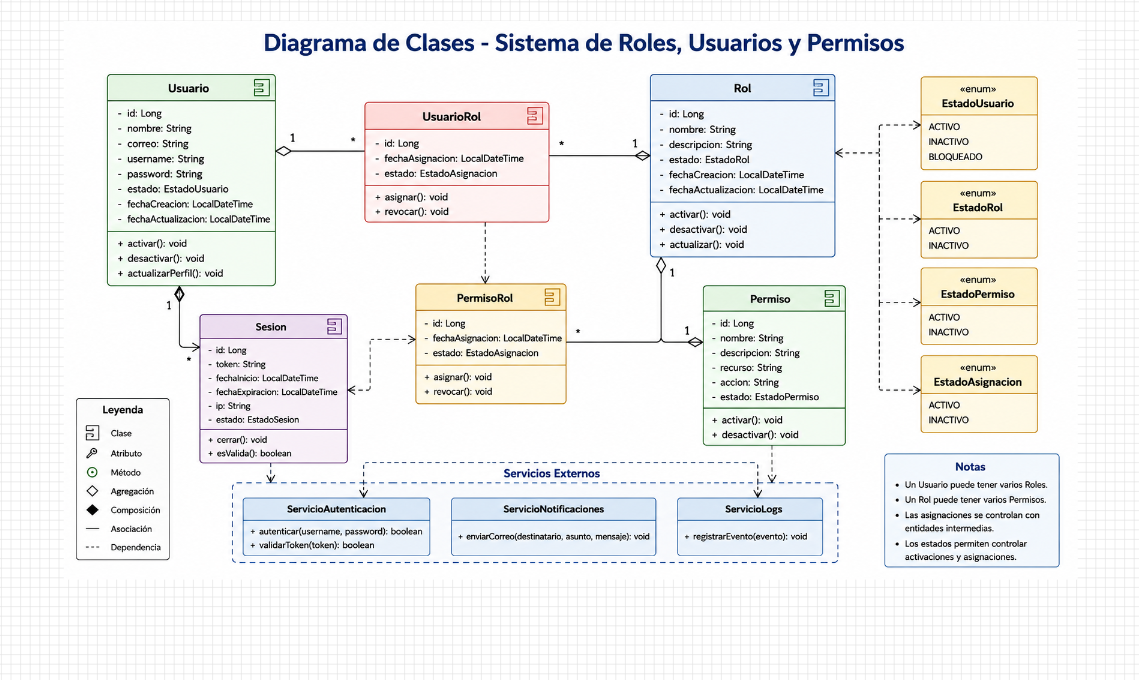 Diagrama de Clases - Sistema de Roles, Usuarios y Permisos
Usuario
- id: Long
- nombre: String
- correo: String
- username: String
- password: String
- estado: EstadoUsuario
- fechaCreacion: LocalDateTime
- fechaActualizacion: LocalDateTime
+ activar(): void
+ desactivar(): void
+ actualizarPerfil(): void
1
*
UsuarioRol
- id: Long
- fechaAsignacion: LocalDateTime
- estado: EstadoAsignacion
+ asignar(): void
+ revocar(): void
*
1
Rol
- id: Long
- nombre: String
- descripcion: String
- estado: EstadoRol
- fechaCreacion: LocalDateTime
- fechaActualizacion: LocalDateTime
+ activar(): void
+ desactivar(): void
+ actualizar(): void
«enum»
EstadoUsuario
ACTIVO
INACTIVO
BLOQUEADO
«enum»
EstadoRol
ACTIVO
INACTIVO
«enum»
EstadoPermiso
ACTIVO
INACTIVO
«enum»
EstadoAsignacion
ACTIVO
INACTIVO
1
*
Sesion
- id: Long
- token: String
- fechaInicio: LocalDateTime
- fechaExpiracion: LocalDateTime
- ip: String
- estado: EstadoSesion
+ cerrar(): void
+ esValida(): boolean
PermisoRol
- id: Long
- fechaAsignacion: LocalDateTime
- estado: EstadoAsignacion
+ asignar(): void
+ revocar(): void
*
1
1
Permiso
- id: Long
- nombre: String
- descripcion: String
- recurso: String
- accion: String
- estado: EstadoPermiso
+ activar(): void
+ desactivar(): void
Leyenda
Clase
Atributo
Método
Agregación
Composición
Asociación
Dependencia
Servicios Externos
ServicioAutenticacion
+ autenticar(username, password): boolean
+ validarToken(token): boolean
ServicioNotificaciones
+ enviarCorreo(destinatario, asunto, mensaje): void
ServicioLogs
+ registrarEvento(evento): void
Notas
• Un Usuario puede tener varios Roles.
• Un Rol puede tener varios Permisos.
• Las asignaciones se controlan con
entidades intermedias.
• Los estados permiten controlar
activaciones y asignaciones.